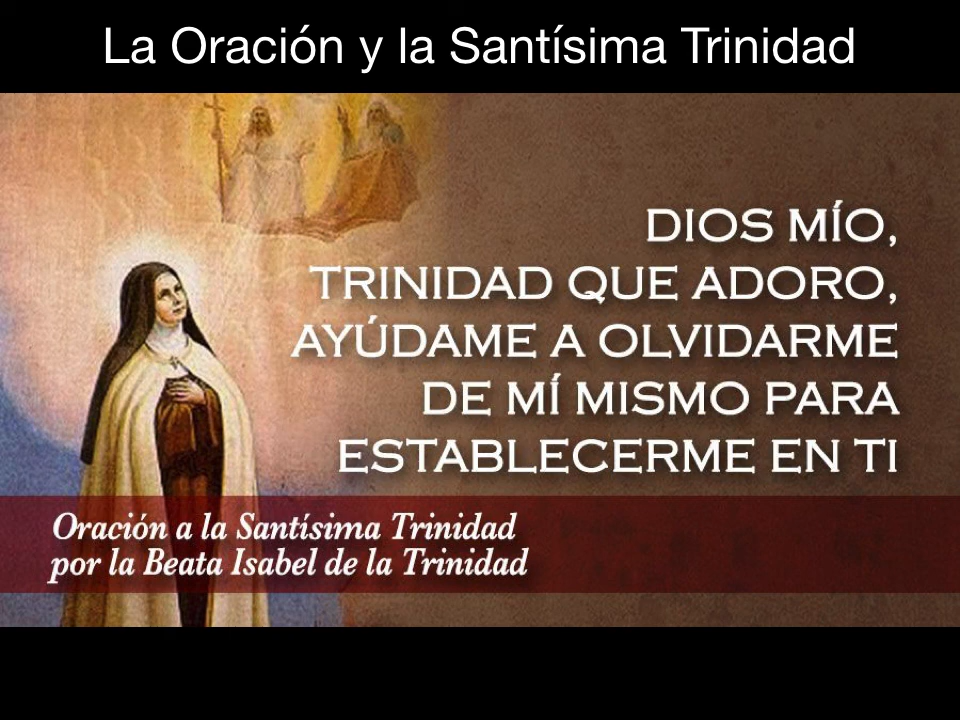 La Oración y la Santísima Trinidad
DIOS MÍO,
TRINIDAD QUE ADORO,
AYÚDAME A OLVIDARME
DE MÍ MISMO PARA
ESTABLECERME EN TI
Oración a la Santísima Trinidad
por la Beata Isabel de la Trinidad